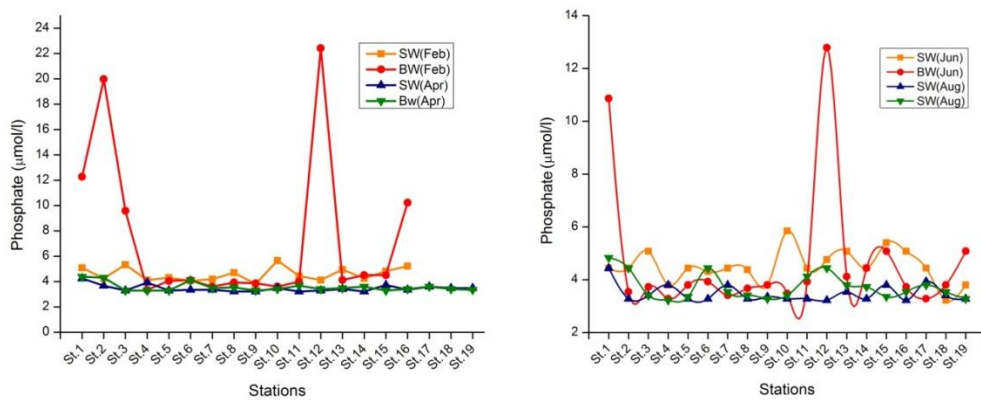 24
22
20
18
16
14
12
10
8
6
4
2
0
Phosphate (µmol/l)
SW(Feb)
BW(Feb)
SW(Apr)
Bw(Apr)
St.1 St.2 St.3 St.4 St.5 St.6 St.7 St.8 St.9 St.10 St.11 St.12 St.13 St.14 St.15 St.16 St.17 St.18 St.19
Stations
14
12
10
8
6
4
2
Phosphate (µmol/l)
SW(Jun)
BW(Jun)
SW(Aug)
SW(Aug)
St.1 St.2 St.3 St.4 St.5 St.6 St.7 St.8 St.9 St.10 St.11 St.12 St.13 St.14 St.15 St.16 St.17 St.18 St.19
Stations